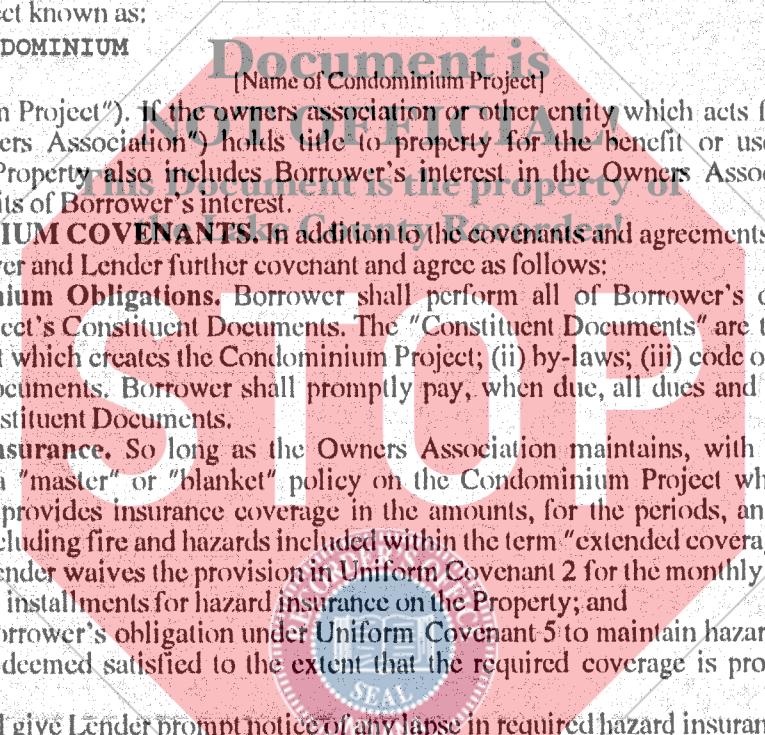 ect known as:
DOMINIUM
Document is
[Name of Condominium Project]
n Project"). If the owners association or other entity which acts f
NOT OFFICIAL!
ers Association") holds title to property for the benefit or use
Property also includes Borrower's interest in the Owners Asso
This Document is the property of
its of Borrower's interest.
the Lake County Recorder!
IUM COVENANTS. In addition to the covenants and agreements
er and Lender further covenant and agree as follows:
nium Obligations. Borrower shall perform all of Borrower's
ect's Constituent Documents. The "Constituent Documents" are t
t which creates the Condominium Project; (ii) by-laws; (iii) code o
ocuments. Borrower shall promptly pay, when due, all dues and
stituent Documents.
STOP
nsurance. So long as the Owners Association maintains, with
a "master" or "blanket" policy on the Condominium Project wh
provides insurance coverage in the amounts, for the periods, an
cluding fire and hazards included within the term "extended covera
ender waives the provision in Uniform Covenant 2 for the monthly
installments for hazard insurance on the Property; and
orrower's obligation under Uniform Covenant 5 to maintain hazar
deemed satisfied to the extent that the required coverage is pro
SEAL
d give Lender prompt notice of any lapse in required hazard insuran